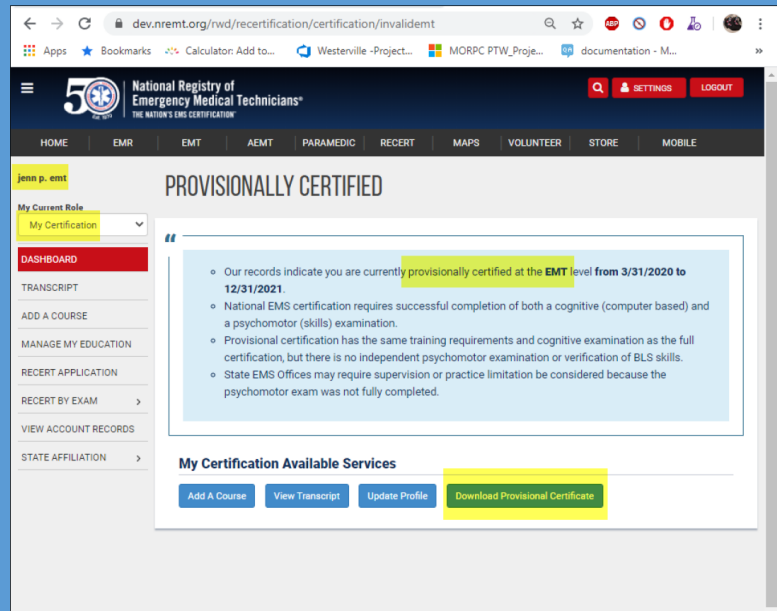 dev.nremt.org/rwd/recertification/certification/invalidemt
Apps Bookmarks Calculator: Add to... Westerville -Project... MORPC PTW_Proje... documentation - M... »
50 National Registry of
Emergency Medical Technicians®
THE NATION'S EMS CERTIFICATION™
SETTINGS LOGOUT
HOME EMR EMT AEMT PARAMEDIC RECERT MAPS VOLUNTEER STORE MOBILE
jenn p. emt
PROVISIONALLY CERTIFIED
My Current Role
My Certification
DASHBOARD
TRANSCRIPT
ADD A COURSE
MANAGE MY EDUCATION
RECERT APPLICATION
RECERT BY EXAM >
VIEW ACCOUNT RECORDS
STATE AFFILIATION >
Our records indicate you are currently provisionally certified at the EMT level from 3/31/2020 to
12/31/2021.
National EMS certification requires successful completion of both a cognitive (computer based) and
a psychomotor (skills) examination.
Provisional certification has the same training requirements and cognitive examination as the full
certification, but there is no independent psychomotor examination or verification of BLS skills.
State EMS Offices may require supervision or practice limitation be considered because the
psychomotor exam was not fully completed.
My Certification Available Services
Add A Course View Transcript Update Profile Download Provisional Certificate